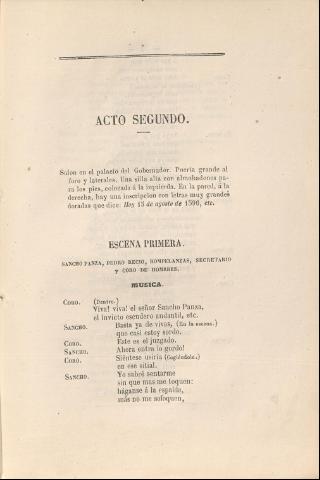 ACTO SEGUNDO.
Salon en el palacio del Gobernador. Puerta grande al
foro y laterales. Una silla alta con almohadones pa-
ra los pies, colocada á la izquierda. En la pared, á la
derecha, hay una inscripcion con letras muy grandes
doradas que dice: Hoy 15 de agosto de 1596, etc.
ESCENA PRIMERA.
SANCHO PANZA, PEDRO RECIO, ROMPELANZAS, SECRETARIO
y CORO DE HOMBRES.
MUSICA.
CORO. (Dentro.)
Viva! viva! el señor Sancho Panza,
el invicto escudero andantil, etc.
SANCHO. Basta ya de vivas, (En la escena.)
que casi estoy sordo.
CORO. Este es el juzgado.
SANCHO. Ahora entra lo gordo!
CORO. Siéntese usiria (Cogiéndole.)
en ese sitial.
SANCHO. Yo sabré sentarme
sin que mas me toquen:
háganse á la espalda,
más no me sofoquen,